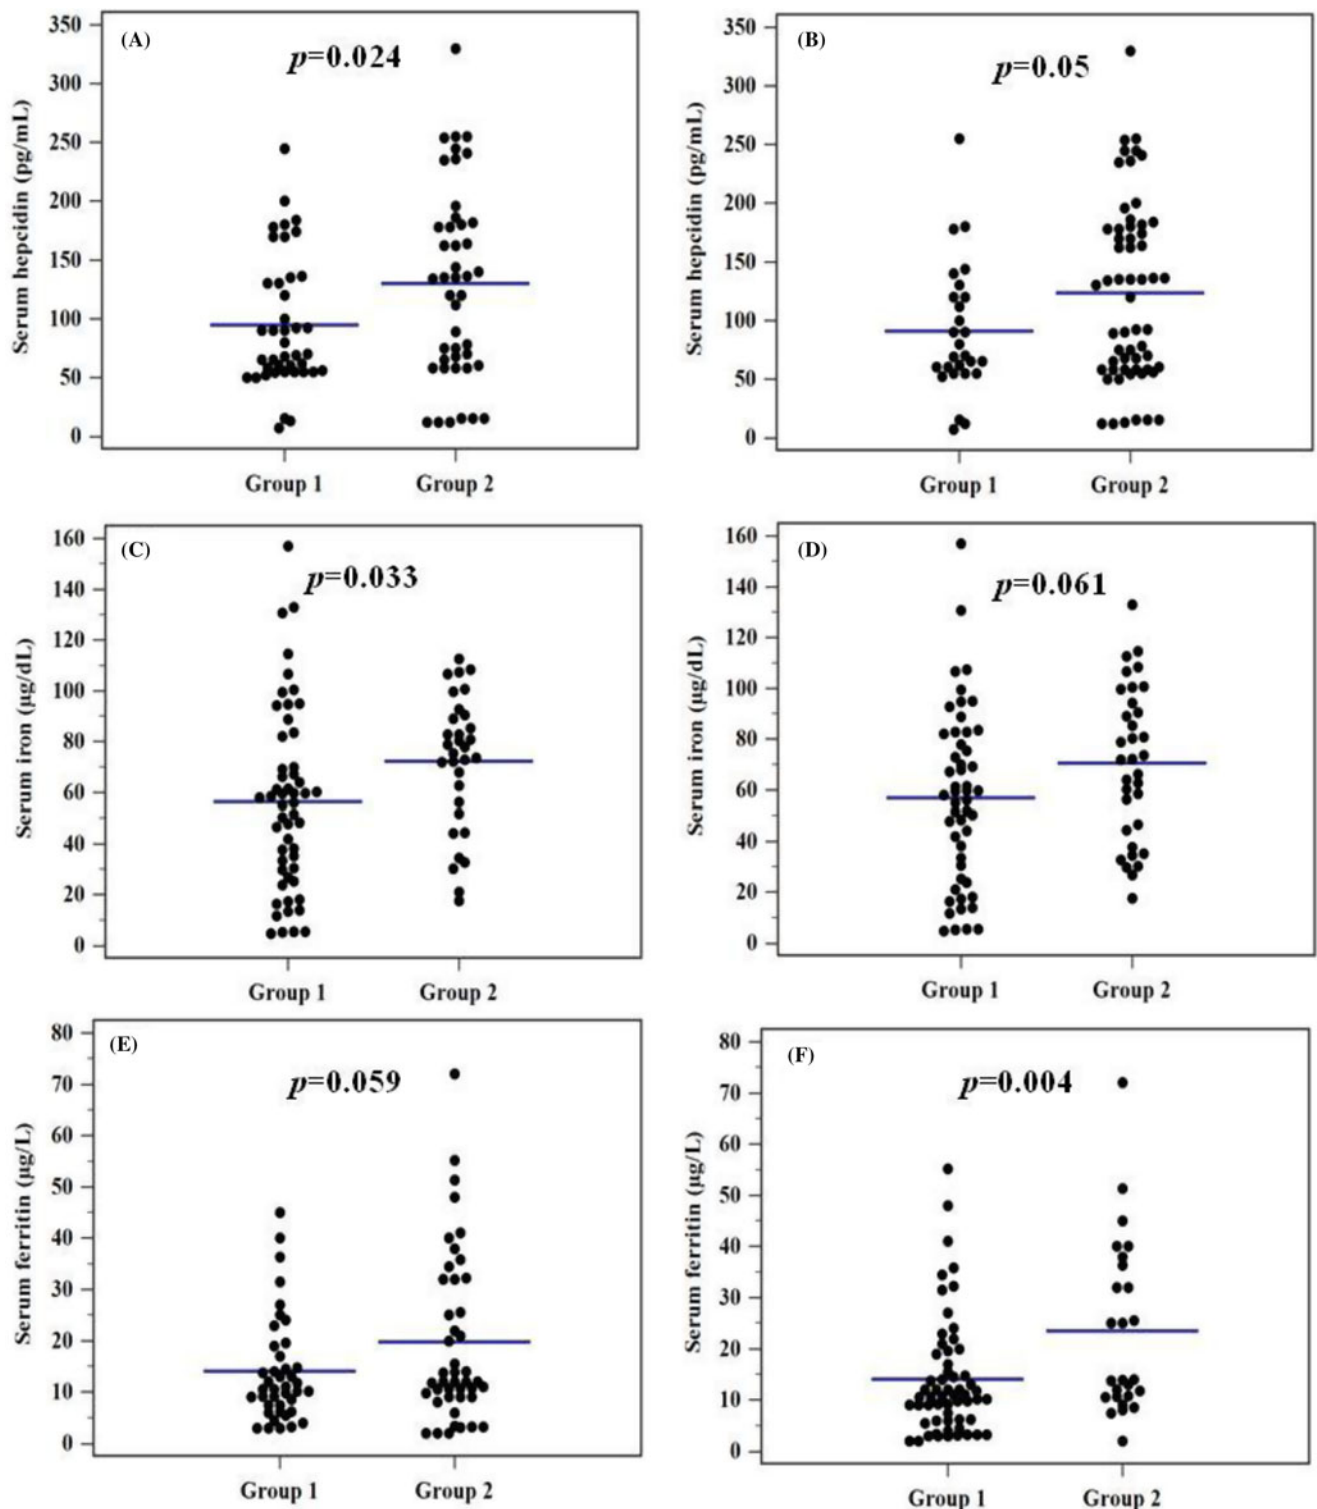 (A)
p=0.024
350
300
250
200
150
100
50
0
Serum hepcidin (pg/mL)
Group 1 Group 2
(B)
p=0.05
350
300
250
200
150
100
50
0
Serum hepcidin (pg/mL)
Group 1 Group 2
(C)
p=0.033
160
140
120
100
80
60
40
20
0
Serum iron (µg/dL)
Group 1 Group 2
(D)
p=0.061
160
140
120
100
80
60
40
20
0
Serum iron (µg/dL)
Group 1 Group 2
(E)
p=0.059
80
70
60
50
40
30
20
10
0
Serum ferritin (µg/L)
Group 1 Group 2
(F)
p=0.004
80
70
60
50
40
30
20
10
0
Serum ferritin (µg/L)
Group 1 Group 2